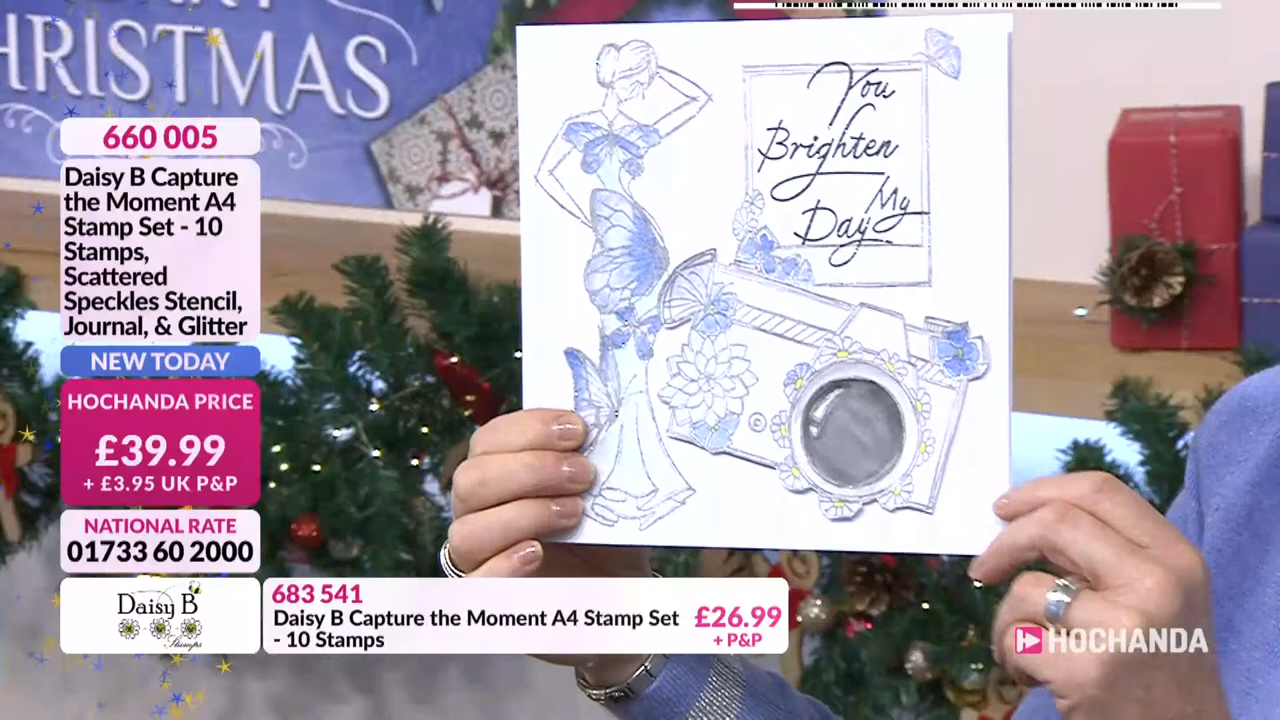 HRISTMAS
660 005
Daisy B Capture
the Moment A4
Stamp Set - 10
Stamps,
Scattered
Speckles Stencil,
Journal, & Glitter
NEW TODAY
HOCHANDA PRICE
£39.99
+ £3.95 UK P&P
NATIONAL RATE
01733 60 2000
Daisy B
Stamps
683 541
Daisy B Capture the Moment A4 Stamp Set
- 10 Stamps
£26.99
+ P&P
You
Brighten
My
Day
HOCHANDA